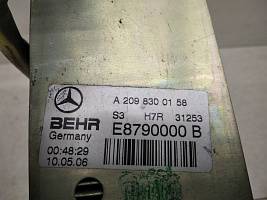 A 209 830 01 58
S3 H7R 31253
BEHR
Germany
E8790000 B
00:48:29
10.05.06